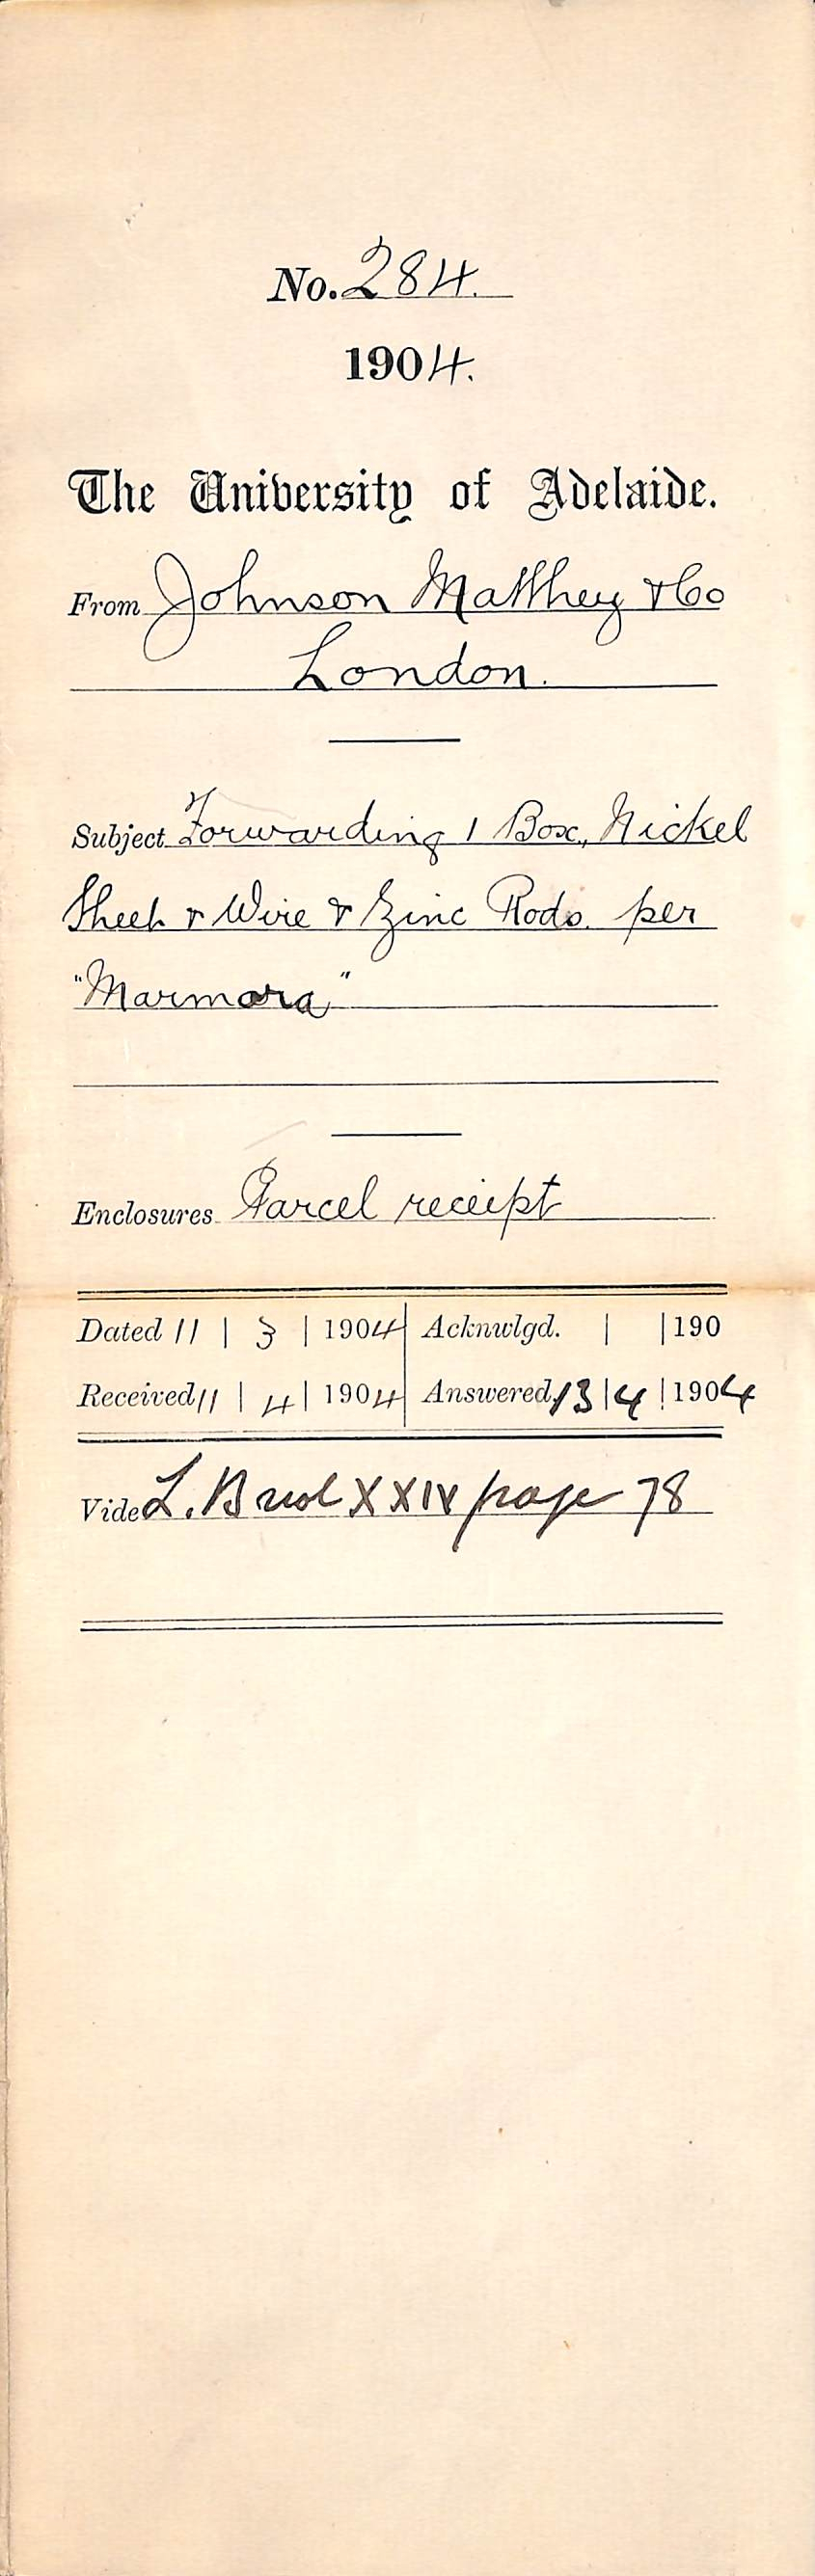 No. 284.
1904.
The University of Adelaide.
From Johnson Matthey & Co
London.
Subject Forwarding 1 Box, Nickel
Sheet & Wire & Zinc Rods. per
"Marmora"
Enclosures Parcel receipt
Dated 11 | 3 | 1904 Acknwlgd. | | 190
Received 11 | 4 | 1904 Answered 13 | 4 | 1904
Vide L. B vol XXIV page 78